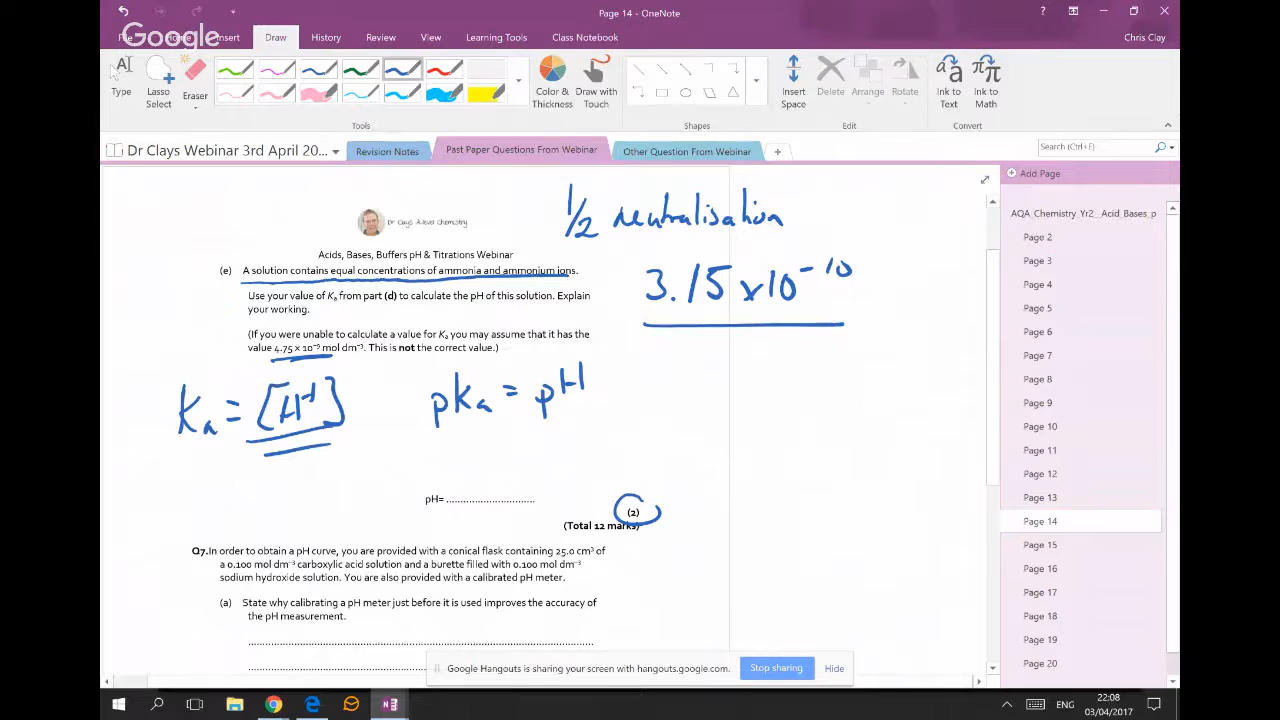 Page 14 - OneNote
Google
Insert Draw History Review View Learning Tools Class Notebook Chris Clay
Type Lasso Select Eraser Color & Thickness Draw with Touch Insert Space Delete Arrange Rotate Ink to Text Ink to Math
Tools Shapes Edit Convert
Dr Clays Webinar 3rd April 20... Revision Notes Past Paper Questions From Webinar Other Question From Webinar + Search (Ctrl+E)
Add Page
Dr Clays A level Chemistry
1/2 neutralisation
Acids, Bases, Buffers pH & Titrations Webinar
(e) A solution contains equal concentrations of ammonia and ammonium ions.
3.15 x 10⁻¹⁰
Use your value of Kₐ from part (d) to calculate the pH of this solution. Explain
your working.
(If you were unable to calculate a value for Kₐ you may assume that it has the
value 4.75 × 10⁻⁹ mol dm⁻³. This is not the correct value.)
Kₐ = [H⁺] pKₐ = pH
pH= ..............................
(2)
(Total 12 marks)
Q7.In order to obtain a pH curve, you are provided with a conical flask containing 25.0 cm³ of
a 0.100 mol dm⁻³ carboxylic acid solution and a burette filled with 0.100 mol dm⁻³
sodium hydroxide solution. You are also provided with a calibrated pH meter.
(a) State why calibrating a pH meter just before it is used improves the accuracy of
the pH measurement.
AQA_Chemistry_Yr2__Acid_Bases_p
Page 2
Page 3
Page 4
Page 5
Page 6
Page 7
Page 8
Page 9
Page 10
Page 11
Page 12
Page 13
Page 14
Page 15
Page 16
Page 17
Page 18
Page 19
Page 20
Google Hangouts is sharing your screen with hangouts.google.com. Stop sharing Hide
ENG 22:08
03/04/2017